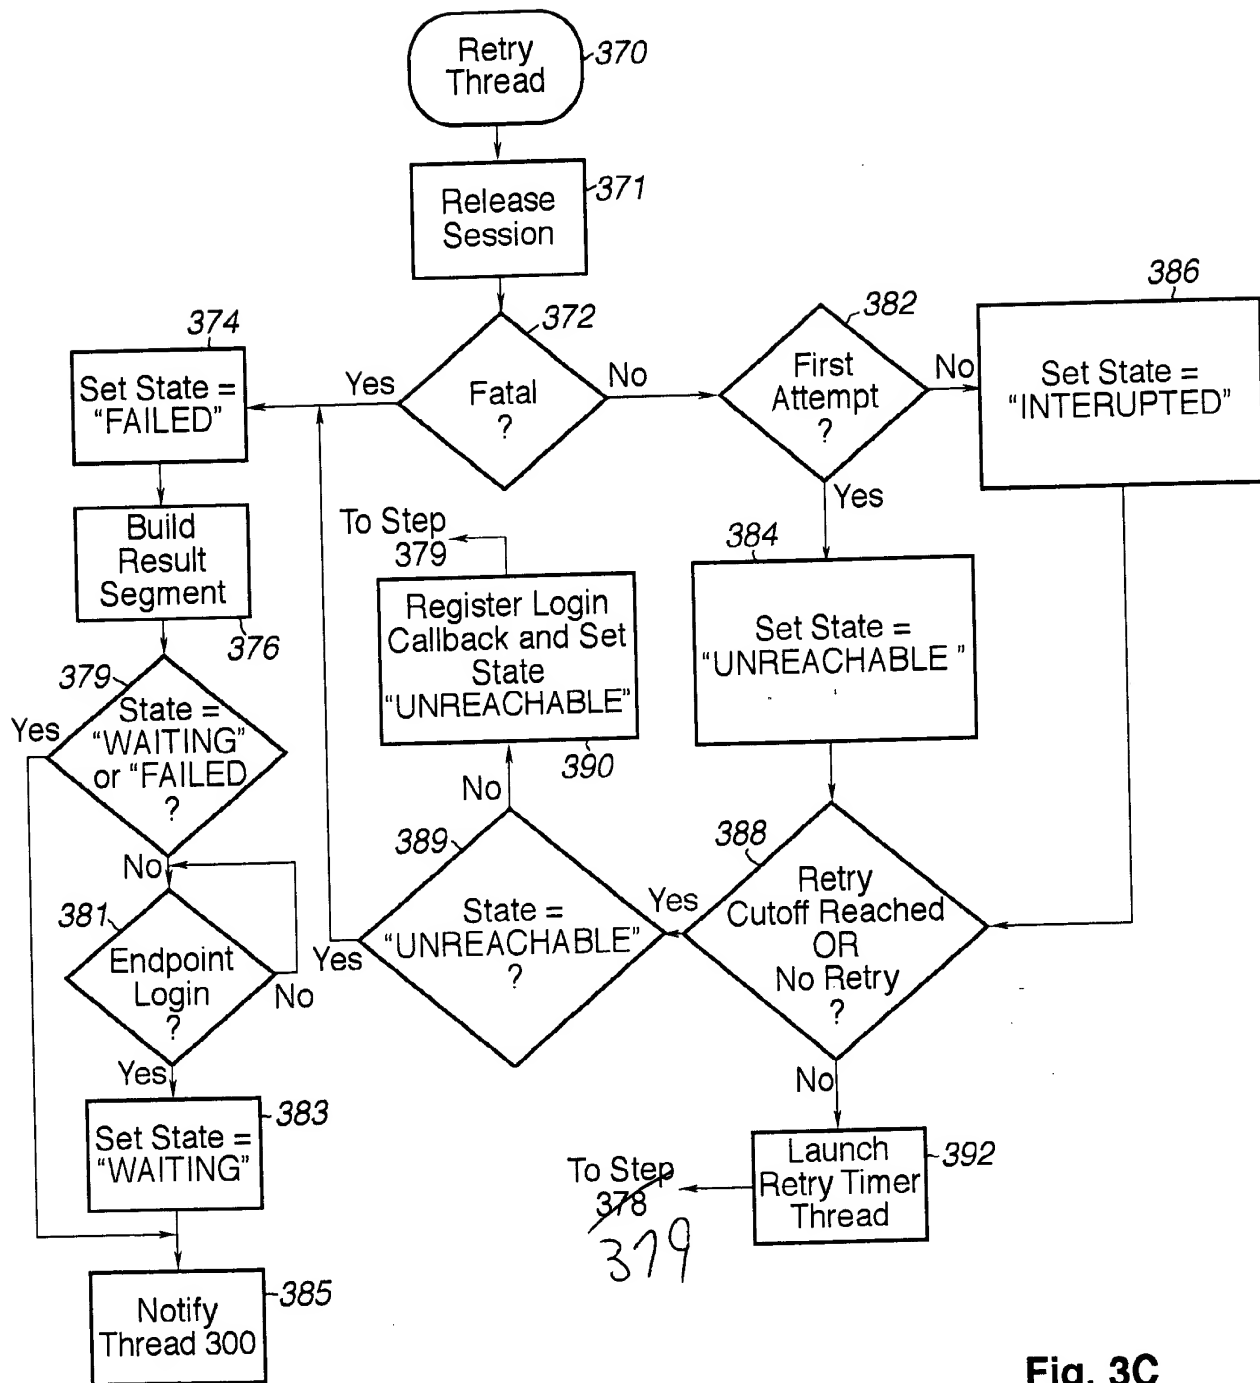 Retry
Thread
370
Release
Session
371
Fatal
?
372
Yes
No
374
Set State =
“FAILED”
Build
Result
Segment
376
379
State =
“WAITING”
or “FAILED
?
Yes
No
381
Endpoint
Login
?
No
Yes
Set State =
“WAITING”
383
Notify
Thread 300
385
382
First
Attempt
?
No
Yes
386
Set State =
“INTERUPTED”
384
Set State =
“UNREACHABLE ”
388
Retry
Cutoff Reached
OR
No Retry
?
Yes
No
389
State =
“UNREACHABLE”
?
Yes
No
Register Login
Callback and Set
State
“UNREACHABLE”
390
To Step
379
Launch
Retry Timer
Thread
392
To Step
378
379
Fig. 3C